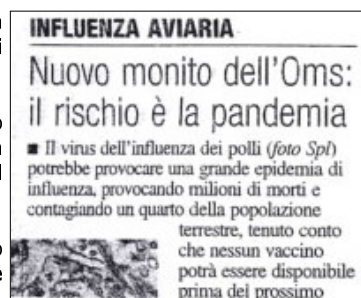 INFLUENZA AVIARIA
Nuovo monito dell'Oms:
il rischio è la pandemia
■ Il virus dell'influenza dei polli (foto Spl)
potrebbe provocare una grande epidemia di
influenza, provocando milioni di morti e
contagiando un quarto della popolazione
terrestre, tenuto conto
che nessun vaccino
potrà essere disponibile
prima del prossimo